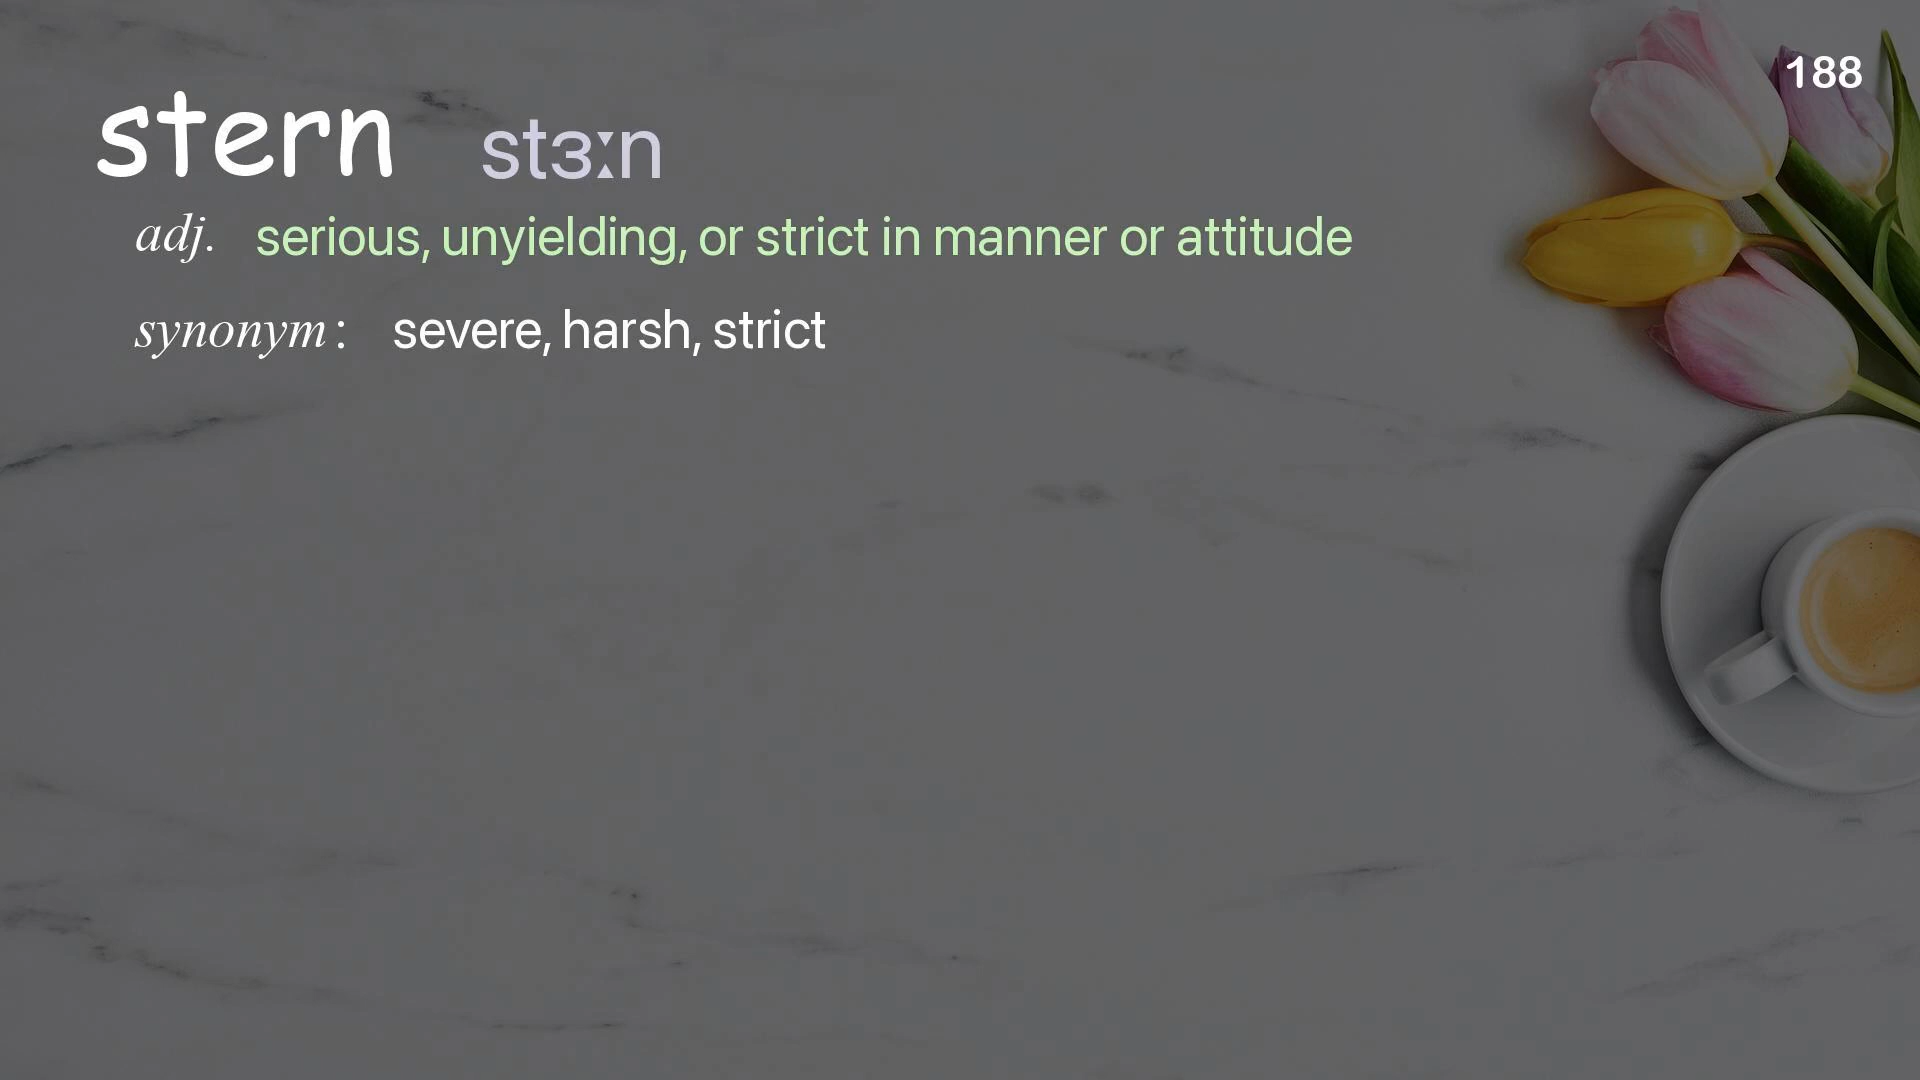 188
stern stɜːn
adj. serious, unyielding, or strict in manner or attitude
synonym: severe, harsh, strict